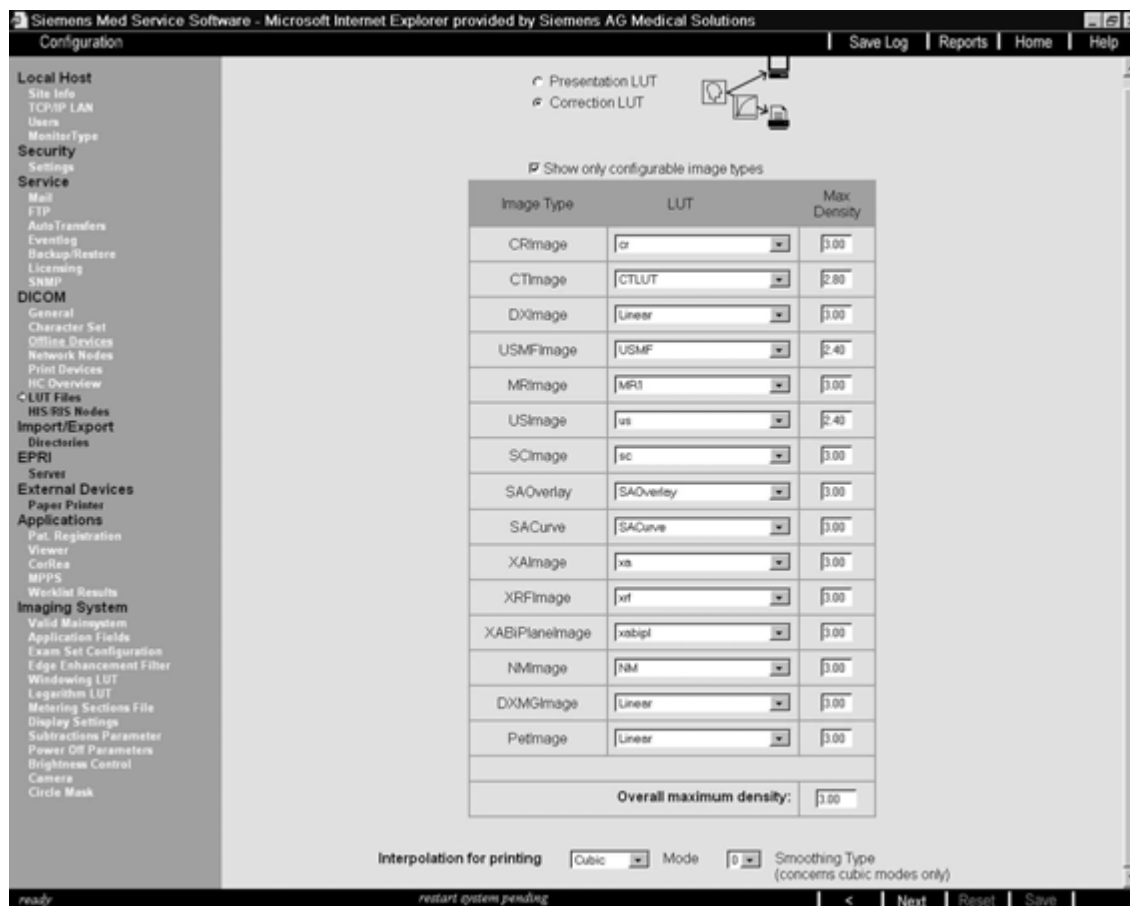 Siemens Med Service Software - Microsoft Internet Explorer provided by Siemens AG Medical Solutions
Configuration
Save Log
Reports
Home
Help
Local Host
Site Info
TCP/IP LAN
Users
MonitorType
Security
Settings
Service
Mail
FTP
AutoTransfers
Eventlog
Backup/Restore
Licensing
SNMP
DICOM
General
Character Set
Offline Devices
Network Nodes
Print Devices
HC Overview
LUT Files
HIS/RIS Nodes
Import/Export
Directories
EPRI
Server
External Devices
Paper Printer
Applications
Pat. Registration
Viewer
CorRea
MPPS
Worklist Results
Imaging System
Valid Mainsystem
Application Fields
Exam Set Configuration
Edge Enhancement Filter
Windowing LUT
Logarithm LUT
Metering Sections File
Display Settings
Subtractions Parameter
Power Off Parameters
Brightness Control
Camera
Circle Mask
Presentation LUT
Correction LUT
Show only configurable image types
Image Type LUT Max Density
CRImage cr 3.00
CTImage CTLUT 2.80
DXImage Linear 3.00
USMFImage USMF 2.40
MRImage MR1 3.00
USImage us 2.40
SCImage sc 3.00
SAOverlay SAOverlay 3.00
SACurve SACurve 3.00
XAImage xa 3.00
XRFImage xrf 3.00
XABiPlaneImage xabipl 3.00
NMImage NM 3.00
DXMGImage Linear 3.00
PetImage Linear 3.00
Overall maximum density: 3.00
Interpolation for printing Cubic Mode 0 Smoothing Type
(concerns cubic modes only)
ready
restart system pending
<
Next
Reset
Save